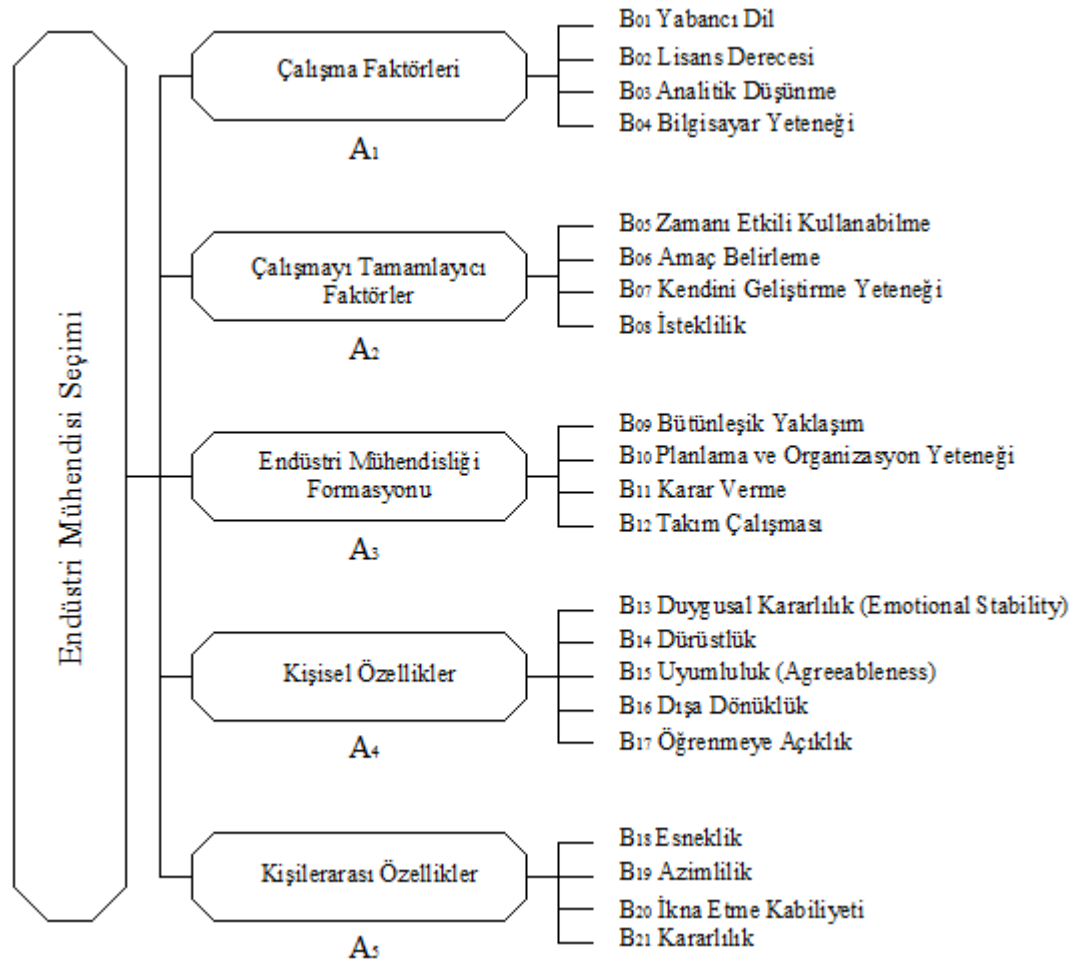 Endüstri Mühendisi Seçimi
Çalışma Faktörleri
A1
B01 Yabancı Dil
B02 Lisans Derecesi
B03 Analitik Düşünme
B04 Bilgisayar Yeteneği
Çalışmayı Tamamlayıcı
Faktörler
A2
B05 Zamanı Etkili Kullanabilme
B06 Amaç Belirleme
B07 Kendini Geliştirme Yeteneği
B08 İsteklilik
Endüstri Mühendisliği
Formasyonu
A3
B09 Bütünleşik Yaklaşım
B10 Planlama ve Organizasyon Yeteneği
B11 Karar Verme
B12 Takım Çalışması
Kişisel Özellikler
A4
B13 Duygusal Kararlılık (Emotional Stability)
B14 Dürüstlük
B15 Uyumluluk (Agreeableness)
B16 Dışa Dönüklük
B17 Öğrenmeye Açıklık
Kişilerarası Özellikler
A5
B18 Esneklik
B19 Azimlilik
B20 İkna Etme Kabiliyeti
B21 Kararlılık